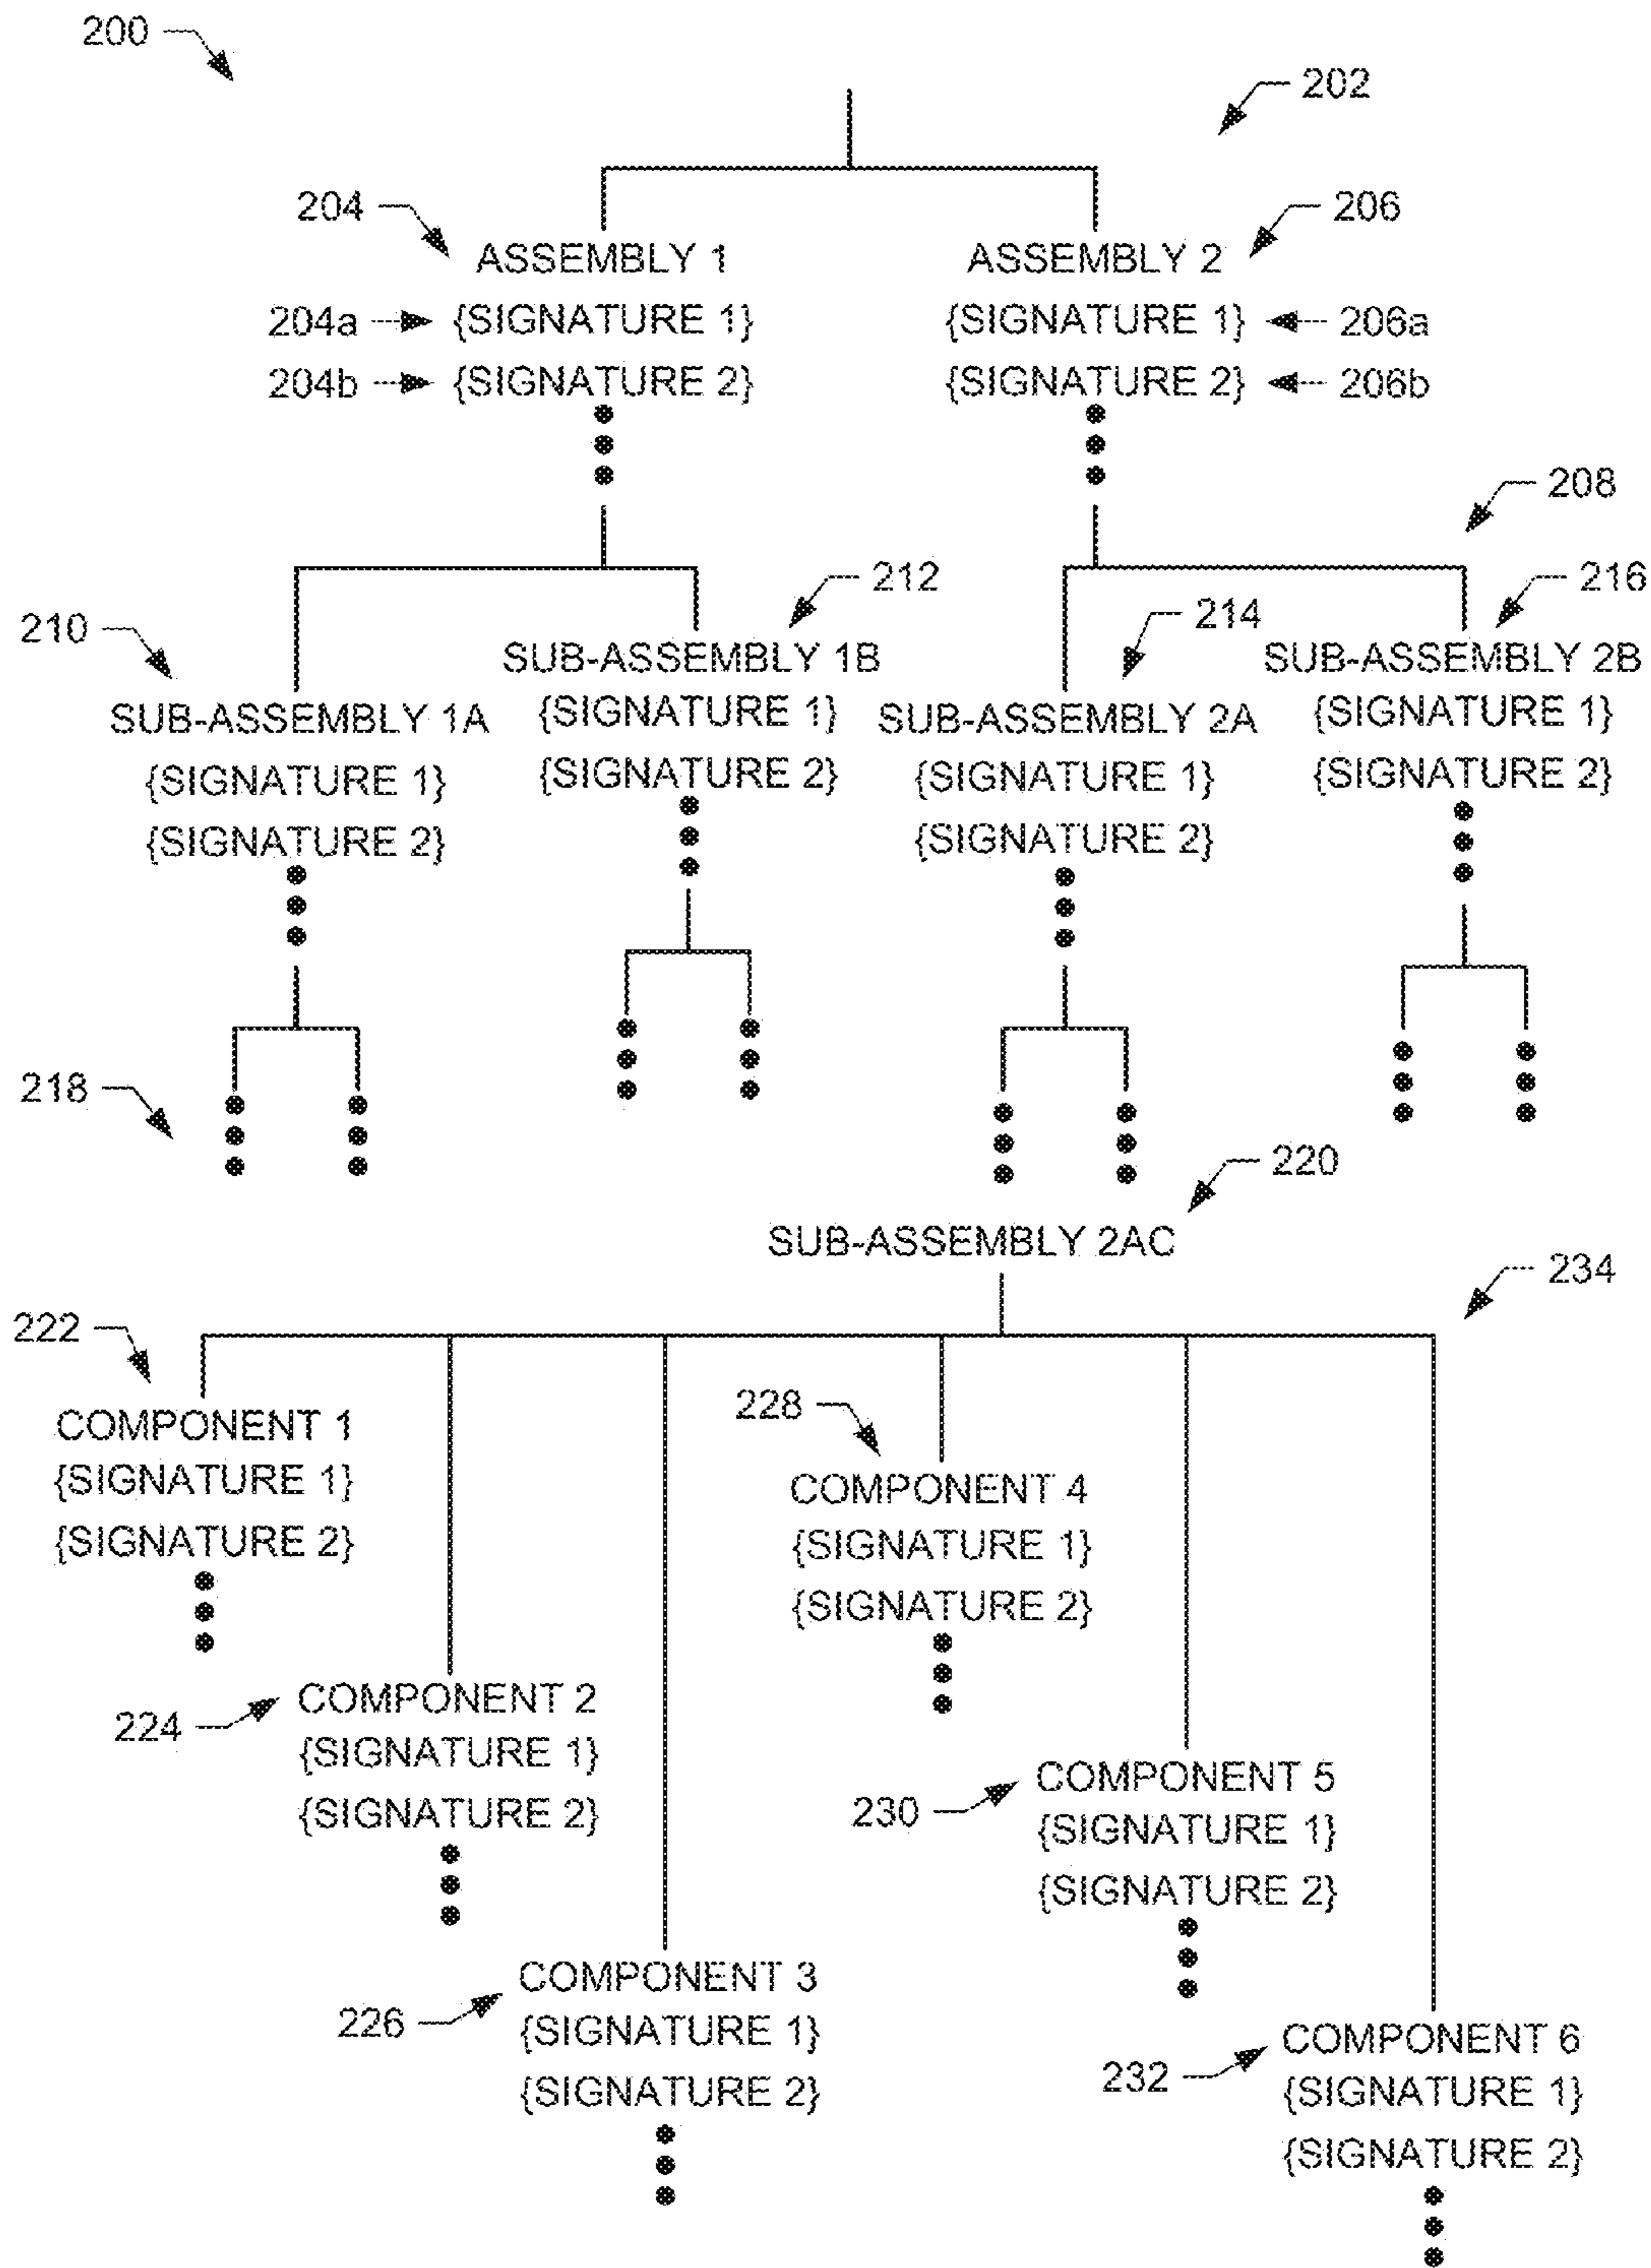 200
202
204
206
ASSEMBLY 1
ASSEMBLY 2
204a
{SIGNATURE 1}
{SIGNATURE 1}
206a
204b
{SIGNATURE 2}
{SIGNATURE 2}
206b
208
212
216
210
214
SUB-ASSEMBLY 1B
SUB-ASSEMBLY 2B
SUB-ASSEMBLY 1A
{SIGNATURE 1}
SUB-ASSEMBLY 2A
{SIGNATURE 1}
{SIGNATURE 1}
{SIGNATURE 2}
{SIGNATURE 1}
{SIGNATURE 2}
{SIGNATURE 2}
{SIGNATURE 2}
218
220
SUB-ASSEMBLY 2AC
234
222
COMPONENT 1
{SIGNATURE 1}
{SIGNATURE 2}
228
COMPONENT 4
{SIGNATURE 1}
{SIGNATURE 2}
224
COMPONENT 2
{SIGNATURE 1}
{SIGNATURE 2}
230
COMPONENT 5
{SIGNATURE 1}
{SIGNATURE 2}
226
COMPONENT 3
{SIGNATURE 1}
{SIGNATURE 2}
232
COMPONENT 6
{SIGNATURE 1}
{SIGNATURE 2}